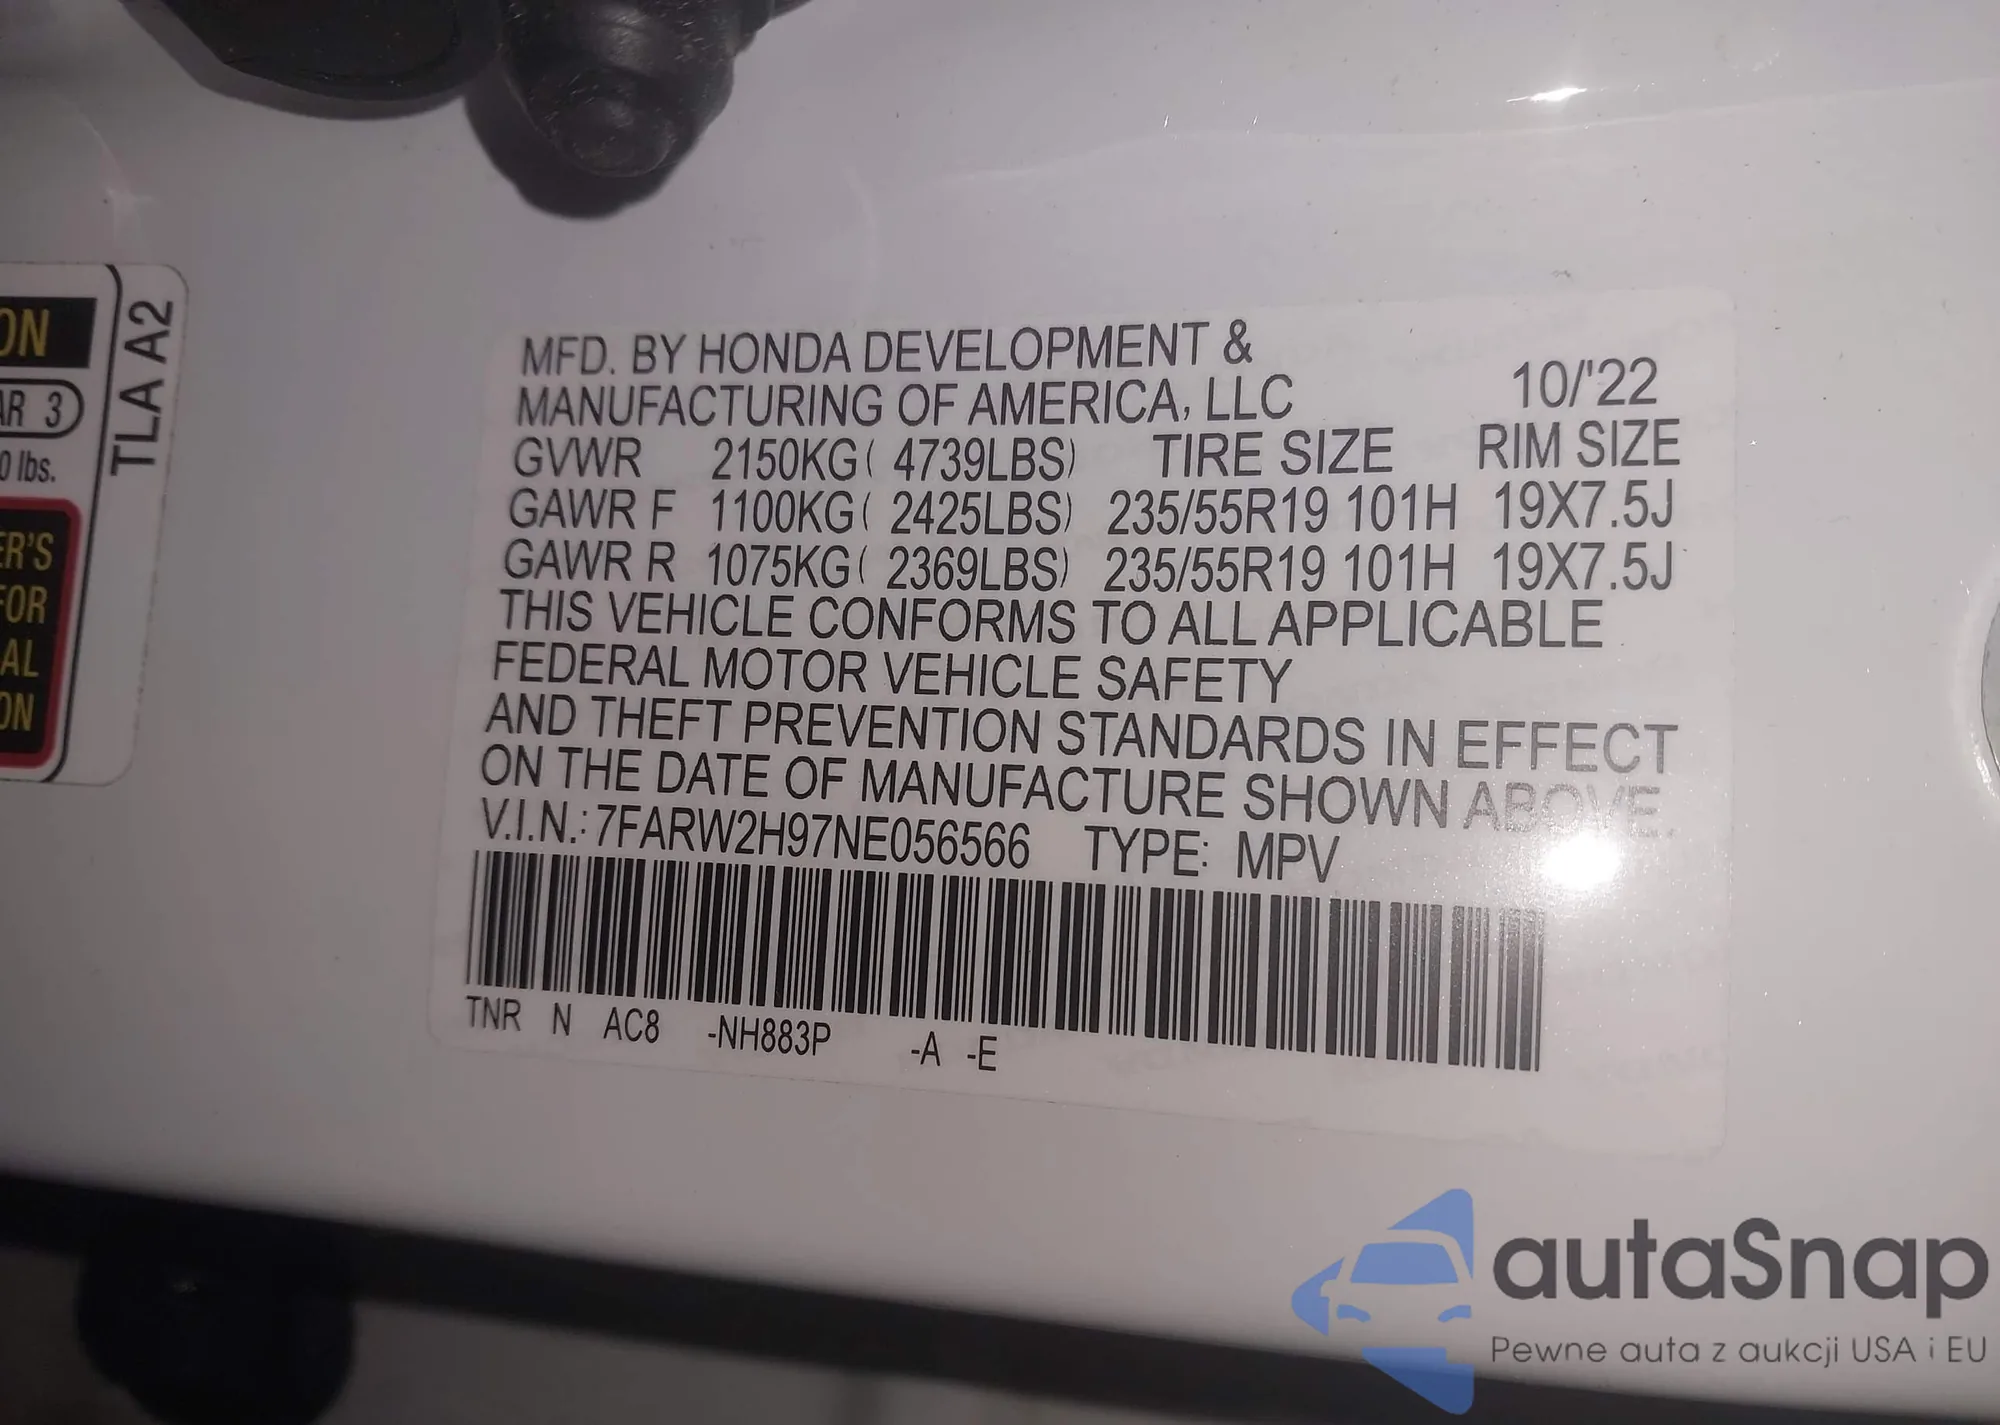 MFD. BY HONDA DEVELOPMENT &
MANUFACTURING OF AMERICA, LLC 10/'22
GVWR 2150KG( 4739LBS) TIRE SIZE RIM SIZE
GAWR F 1100KG( 2425LBS) 235/55R19 101H 19X7.5J
GAWR R 1075KG( 2369LBS) 235/55R19 101H 19X7.5J
THIS VEHICLE CONFORMS TO ALL APPLICABLE
FEDERAL MOTOR VEHICLE SAFETY
AND THEFT PREVENTION STANDARDS IN EFFECT
ON THE DATE OF MANUFACTURE SHOWN ABOVE.
V.I.N.: 7FARW2H97NE056566 TYPE: MPV
TNR N AC8 -NH883P -A -E
TLA A2
ON
AR 3
0 lbs.
ER'S
FOR
AL
ON
autaSnap
Pewne auta z aukcji USA i EU